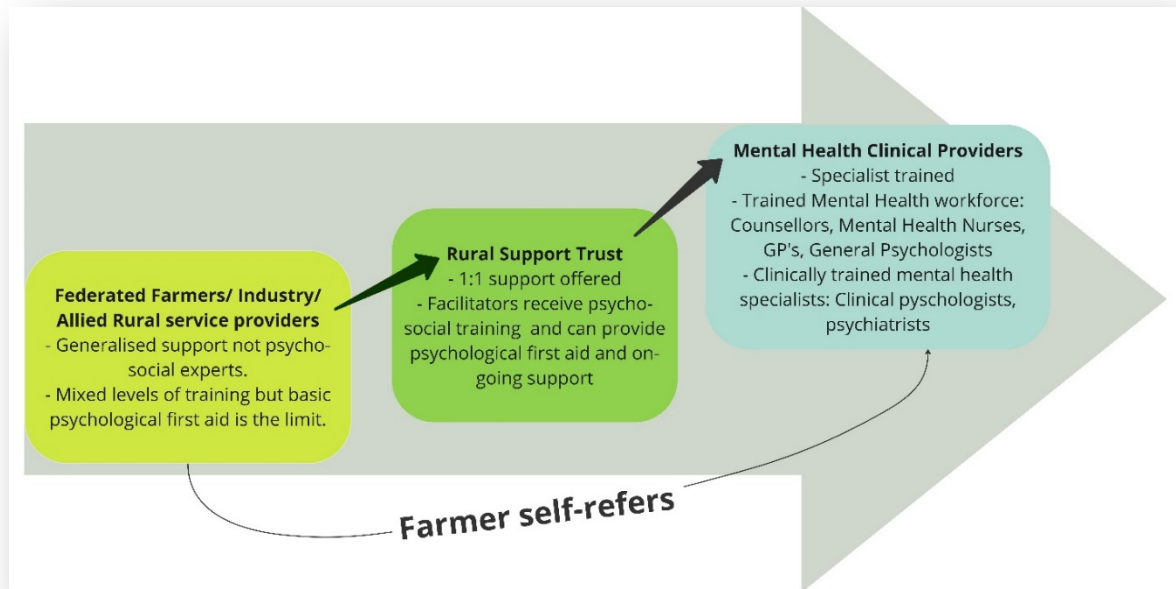 Federated Farmers/ Industry/
Allied Rural service providers
- Generalised support not psycho-
social experts.
- Mixed levels of training but basic
psychological first aid is the limit.
Rural Support Trust
- 1:1 support offered
- Facilitators receive psycho-
social training and can provide
psychological first aid and on-
going support
Mental Health Clinical Providers
- Specialist trained
- Trained Mental Health workforce:
Counsellors, Mental Health Nurses,
GP's, General Psychologists
- Clinically trained mental health
specialists: Clinical pyschologists,
psychiatrists
Farmer self-refers